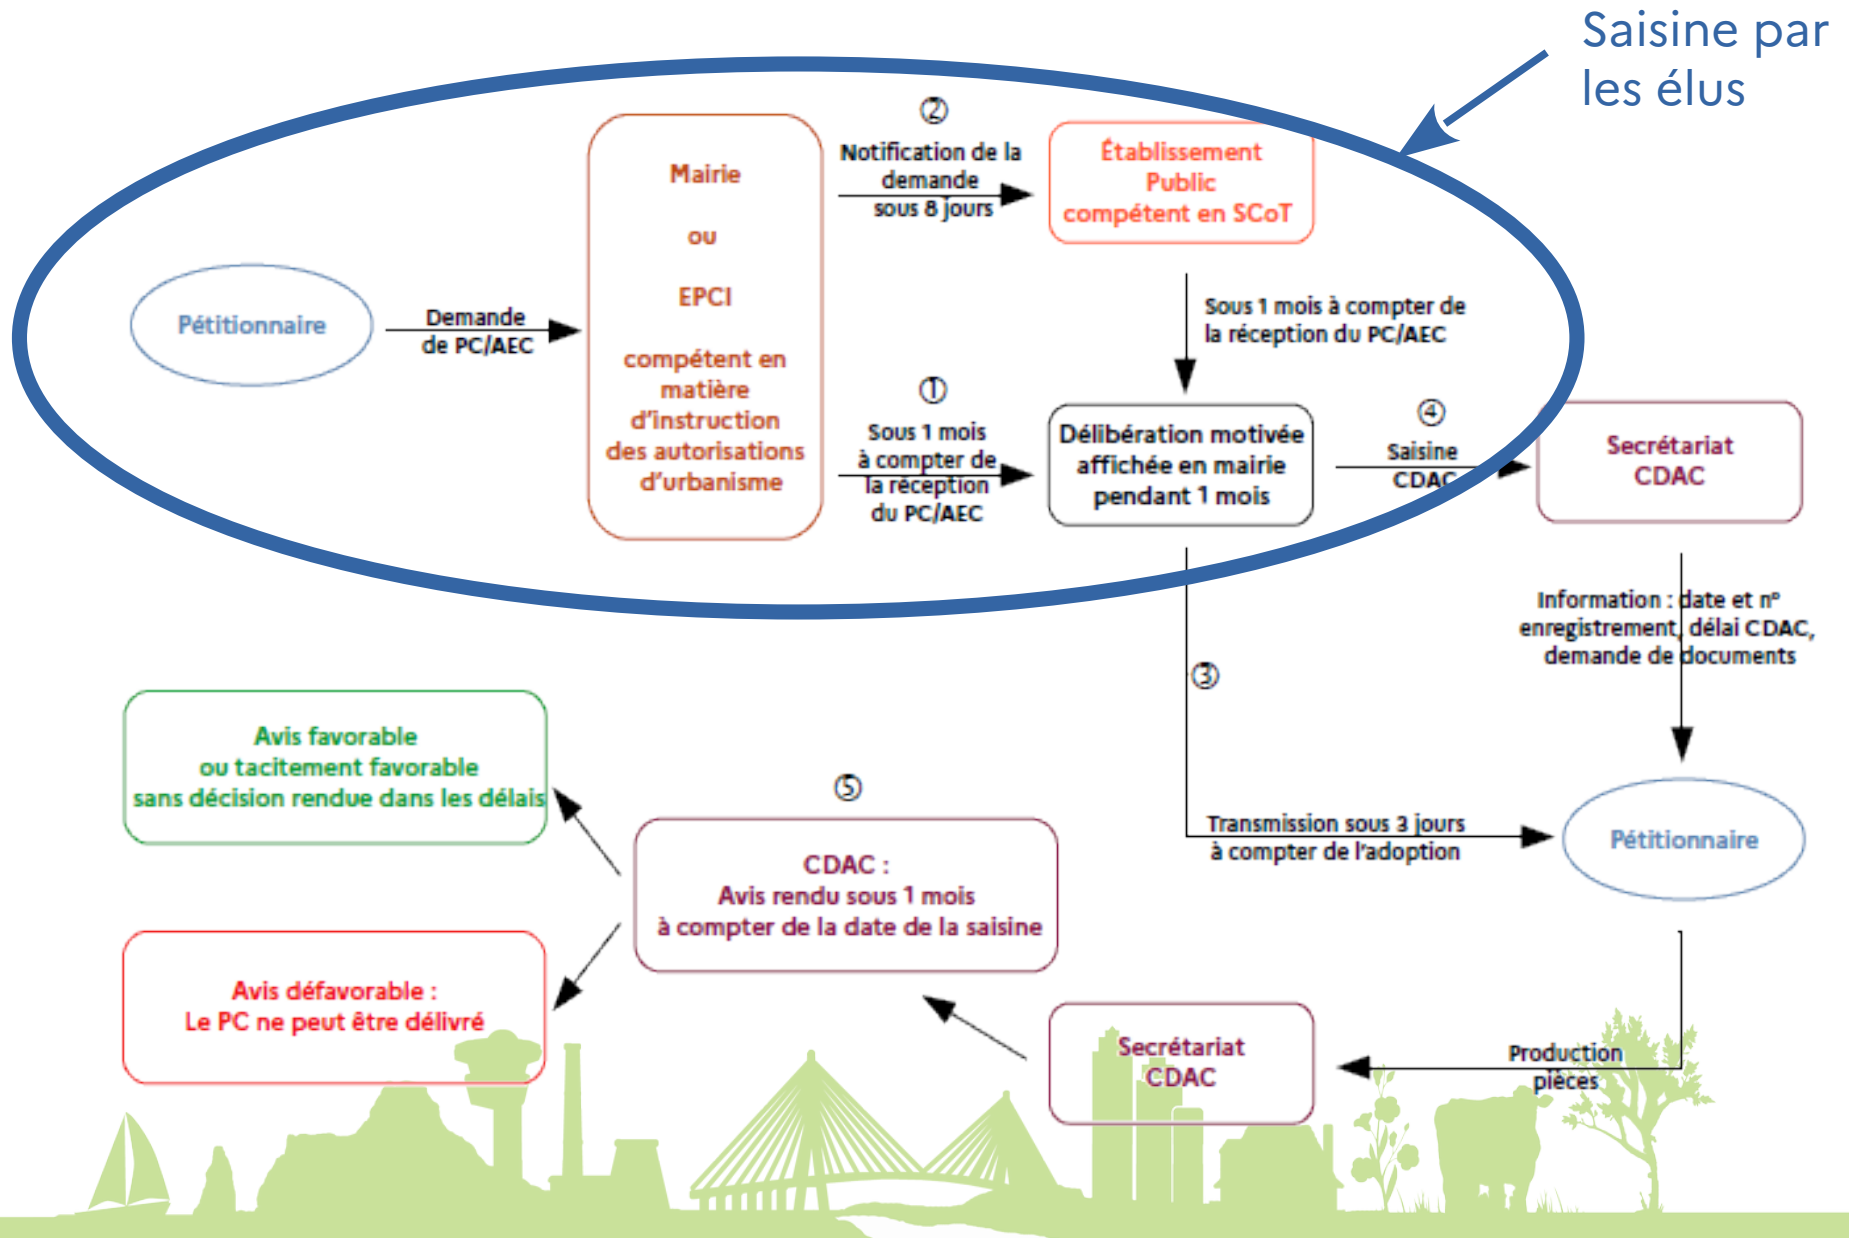 Saisine par
les élus
②
Notification de la
demande
sous 8 jours
Établissement
Public
compétent en SCoT
Mairie
ou
EPCI
compétent en
matière
d'instruction
des autorisations
d'urbanisme
Pétitionnaire
Demande
de PC/AEC
Sous 1 mois à compter de
la réception du PC/AEC
①
Sous 1 mois
à compter de
la réception
du PC/AEC
Délibération motivée
affichée en mairie
pendant 1 mois
④
Saisine
CDAC
Secrétariat
CDAC
Information : date et n°
enregistrement, délai CDAC,
demande de documents
③
Transmission sous 3 jours
à compter de l'adoption
Pétitionnaire
Avis favorable
ou tacitement favorable
sans décision rendue dans les délais
⑤
CDAC :
Avis rendu sous 1 mois
à compter de la date de la saisine
Avis défavorable :
Le PC ne peut être délivré
Secrétariat
CDAC
Production
pièces